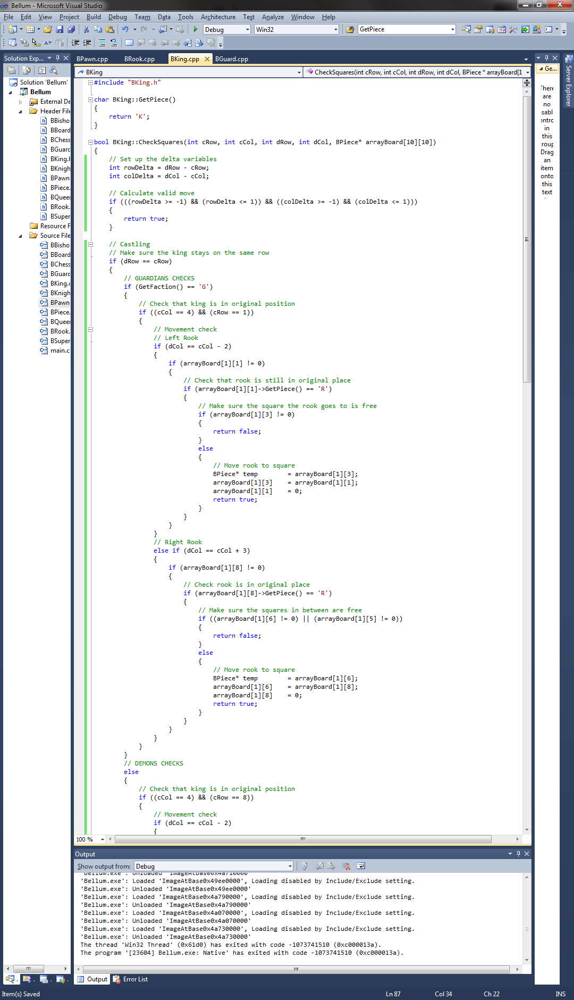 Bellum - Microsoft Visual Studio
File Edit View Project Build Debug Team Data Tools Architecture Test Analyze Window Help
Debug Win32 GetPiece
Solution Exp...
Solution 'Bellum'
Bellum
External De
Header File
BBisho
BBoard
BChess
BGuard
BKing.h
BKnigh
BPawn
BPiece.
BQueen
BRook.
BSuper
Resource F
Source File
BBisho
BBoard
BChess
BGuard
BKing.c
BKnigh
BPawn
BPiece.
BQueen
BRook.
BSuper
main.c
BPawn.cpp BRook.cpp BKing.cpp BGuard.cpp
BKing CheckSquares(int cRow, int cCol, int dRow, int dCol, BPiece * arrayBoard[1
#include "BKing.h"
char BKing::GetPiece()
{
return 'K';
}
bool BKing::CheckSquares(int cRow, int cCol, int dRow, int dCol, BPiece* arrayBoard[10][10])
{
// Set up the delta variables
int rowDelta = dRow - cRow;
int colDelta = dCol - cCol;
// Calculate valid move
if (((rowDelta >= -1) && (rowDelta <= 1)) && ((colDelta >= -1) && (colDelta <= 1)))
{
return true;
}
// Castling
// Make sure the king stays on the same row
if (dRow == cRow)
{
// GUARDIANS CHECKS
if (GetFaction() == 'G')
{
// Check that king is in original position
if ((cCol == 4) && (cRow == 1))
{
// Movement check
// Left Rook
if (dCol == cCol - 2)
{
if (arrayBoard[1][1] != 0)
{
// Check that rook is still in original place
if (arrayBoard[1][1]->GetPiece() == 'R')
{
// Make sure the square the rook goes to is free
if (arrayBoard[1][3] != 0)
{
return false;
}
else
{
// Move rook to square
BPiece* temp = arrayBoard[1][3];
arrayBoard[1][3] = arrayBoard[1][1];
arrayBoard[1][1] = 0;
return true;
}
}
}
}
// Right Rook
else if (dCol == cCol + 3)
{
if (arrayBoard[1][8] != 0)
{
// Check rook is in original place
if (arrayBoard[1][8]->GetPiece() == 'R')
{
// Make sure the squares in between are free
if ((arrayBoard[1][6] != 0) || (arrayBoard[1][5] != 0))
{
return false;
}
else
{
// Move rook to square
BPiece* temp = arrayBoard[1][6];
arrayBoard[1][6] = arrayBoard[1][8];
arrayBoard[1][8] = 0;
return true;
}
}
}
}
}
}
// DEMONS CHECKS
else
{
// Check that king is in original position
if ((cCol == 4) && (cRow == 8))
{
// Movement check
if (dCol == cCol - 2)
{
100 %
Ge...
There
are
no
usabl
ontro
in
this
roup
Drag
an
item
onto
this
text
Server Explorer
Output
Show output from: Debug
'Bellum.exe': Unloaded 'ImageAtBase0x4a710000'
'Bellum.exe': Loaded 'ImageAtBase0x49ee0000', Loading disabled by Include/Exclude setting.
'Bellum.exe': Unloaded 'ImageAtBase0x49ee0000'
'Bellum.exe': Loaded 'ImageAtBase0x4a790000', Loading disabled by Include/Exclude setting.
'Bellum.exe': Unloaded 'ImageAtBase0x4a790000'
'Bellum.exe': Loaded 'ImageAtBase0x4a070000', Loading disabled by Include/Exclude setting.
'Bellum.exe': Unloaded 'ImageAtBase0x4a070000'
'Bellum.exe': Loaded 'ImageAtBase0x4a730000', Loading disabled by Include/Exclude setting.
'Bellum.exe': Unloaded 'ImageAtBase0x4a730000'
The thread 'Win32 Thread' (0x61d0) has exited with code -1073741510 (0xc000013a).
The program '[23604] Bellum.exe: Native' has exited with code -1073741510 (0xc000013a).
Output Error List
Item(s) Saved Ln 87 Col 34 Ch 22 INS